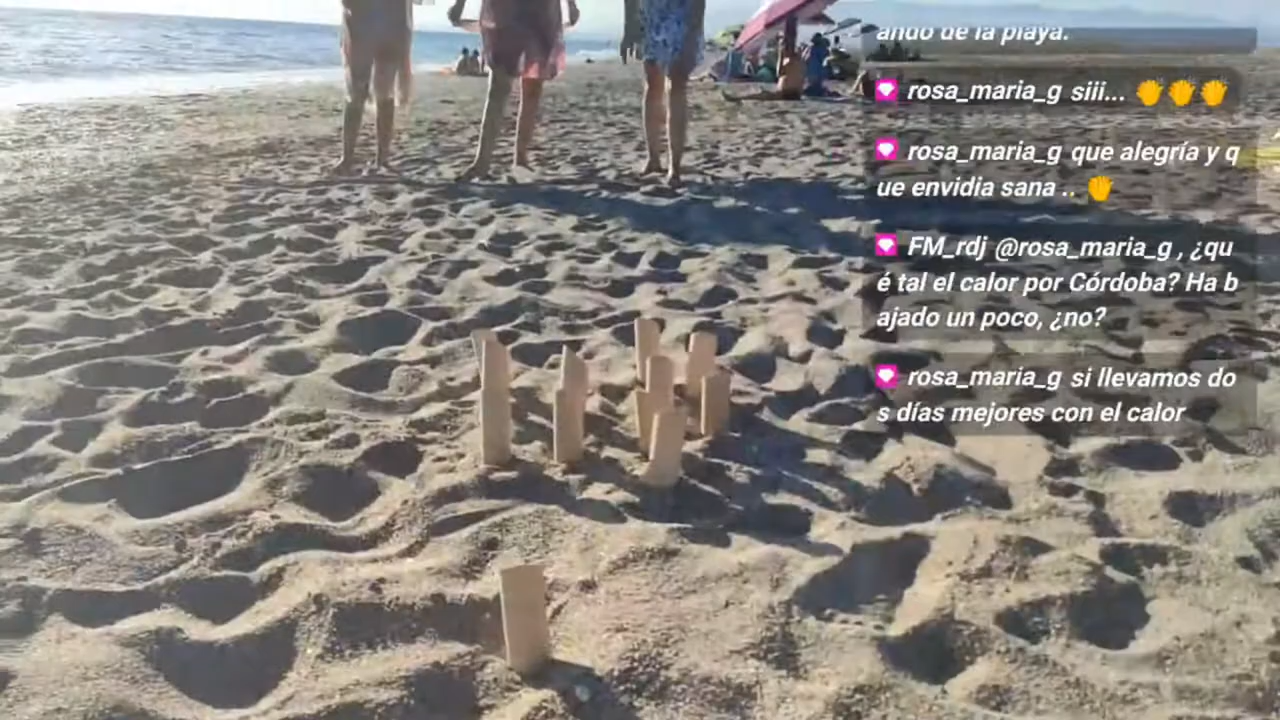 ando de la playa.
rosa_maria_g siii... 👏👏👏
rosa_maria_g que alegría y q
ue envidia sana .. 👏
FM_rdj @rosa_maria_g , ¿qu
é tal el calor por Córdoba? Ha b
ajado un poco, ¿no?
rosa_maria_g si llevamos do
s días mejores con el calor